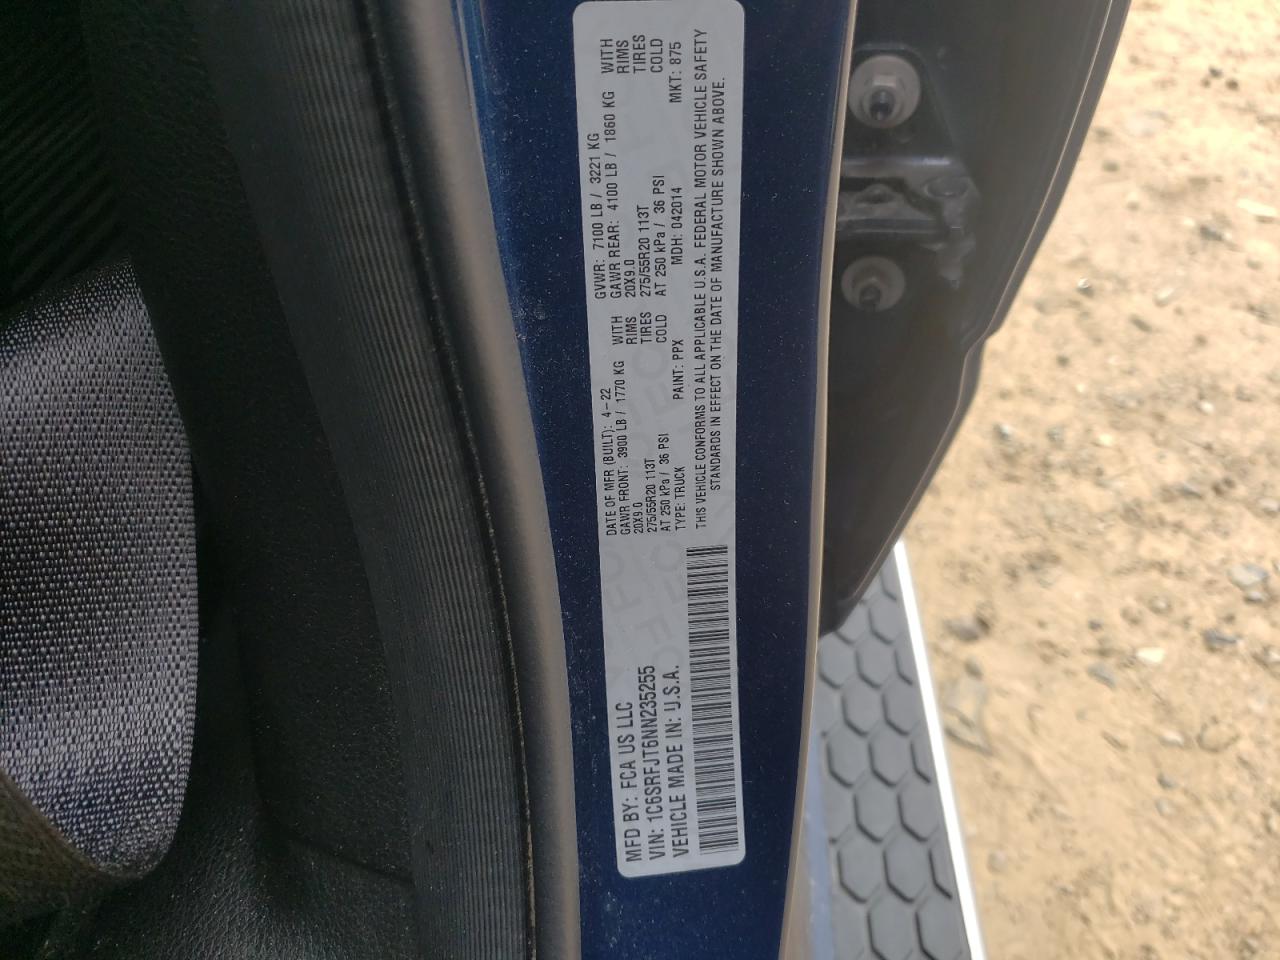 MFD BY: FCA US LLC
VIN: 1C6SRFJT6NN235255
VEHICLE MADE IN: U.S.A.
DATE OF MFR (BUILT): 4-22 GVWR: 7100 LB / 3221 KG
GAWR FRONT: 3900 LB / 1770 KG WITH GAWR REAR: 4100 LB / 1860 KG WITH
20X9.0 RIMS 20X9.0 RIMS
275/55R20 113T TIRES 275/55R20 113T TIRES
AT 250 kPa / 36 PSI COLD AT 250 kPa / 36 PSI COLD
TYPE: TRUCK PAINT: PPX MDH: 042014 MKT: 875
THIS VEHICLE CONFORMS TO ALL APPLICABLE U.S.A. FEDERAL MOTOR VEHICLE SAFETY
STANDARDS IN EFFECT ON THE DATE OF MANUFACTURE SHOWN ABOVE.